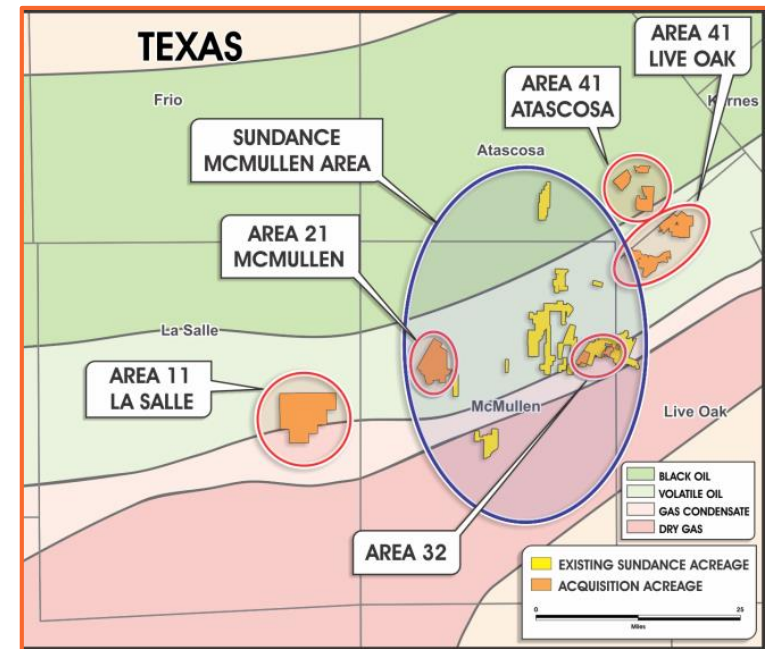 TEXAS
AREA 41
LIVE OAK
Frio
AREA 41
ATASCOSA
Karnes
SUNDANCE
MCMULLEN AREA
Atascosa
AREA 21
MCMULLEN
La Salle
AREA 11
LA SALLE
McMullen
Live Oak
AREA 32
BLACK OIL
VOLATILE OIL
GAS CONDENSATE
DRY GAS
EXISTING SUNDANCE ACREAGE
ACQUISITION ACREAGE
0
25
Miles